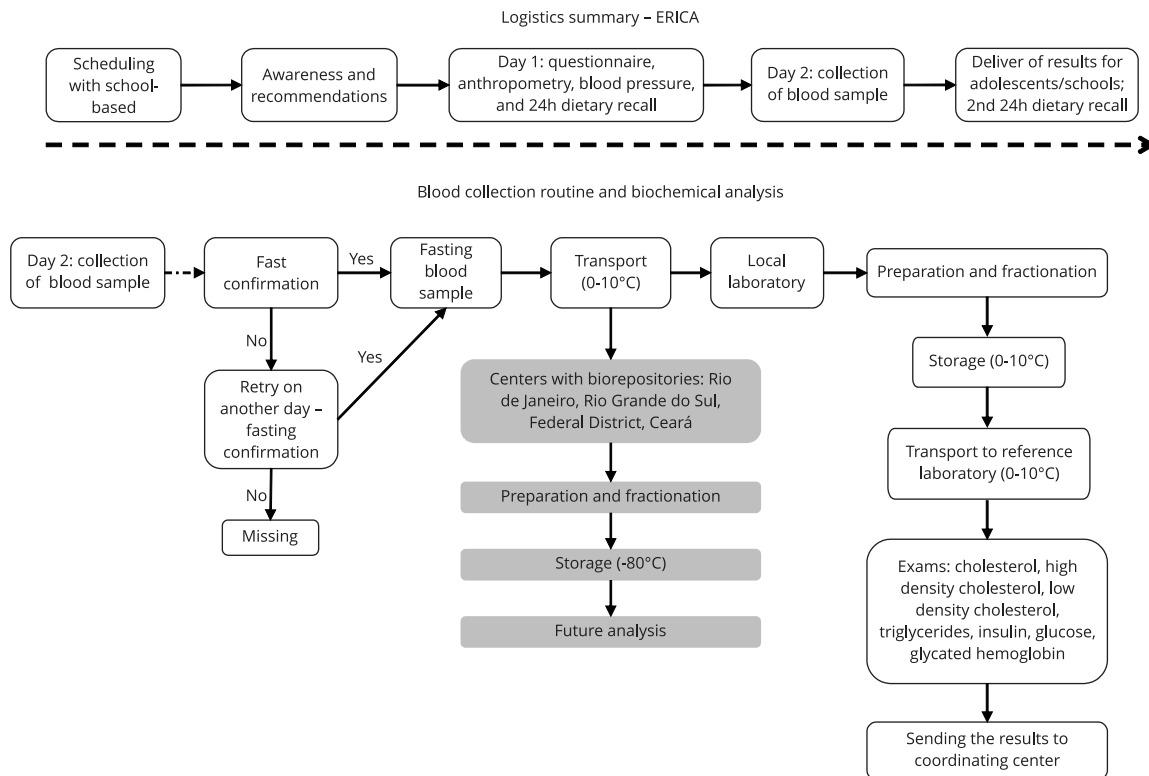 Logistics summary – ERICA
Scheduling
with school-
based
Awareness and
recommendations
Day 1: questionnaire,
anthropometry, blood pressure,
and 24h dietary recall
Day 2: collection
of blood sample
Deliver of results for
adolescents/schools;
2nd 24h dietary recall
Blood collection routine and biochemical analysis
Day 2: collection
of blood sample
Fast
confirmation
Yes
Fasting
blood
sample
Transport
(0-10°C)
Local
laboratory
Preparation and fractionation
No
Yes
Retry on
another day –
fasting
confirmation
No
Missing
Centers with biorepositories: Rio
de Janeiro, Rio Grande do Sul,
Federal District, Ceará
Preparation and fractionation
Storage (-80°C)
Future analysis
Storage (0-10°C)
Transport to reference
laboratory (0-10°C)
Exams: cholesterol, high
density cholesterol, low
density cholesterol,
triglycerides, insulin, glucose,
glycated hemoglobin
Sending the results to
coordinating center